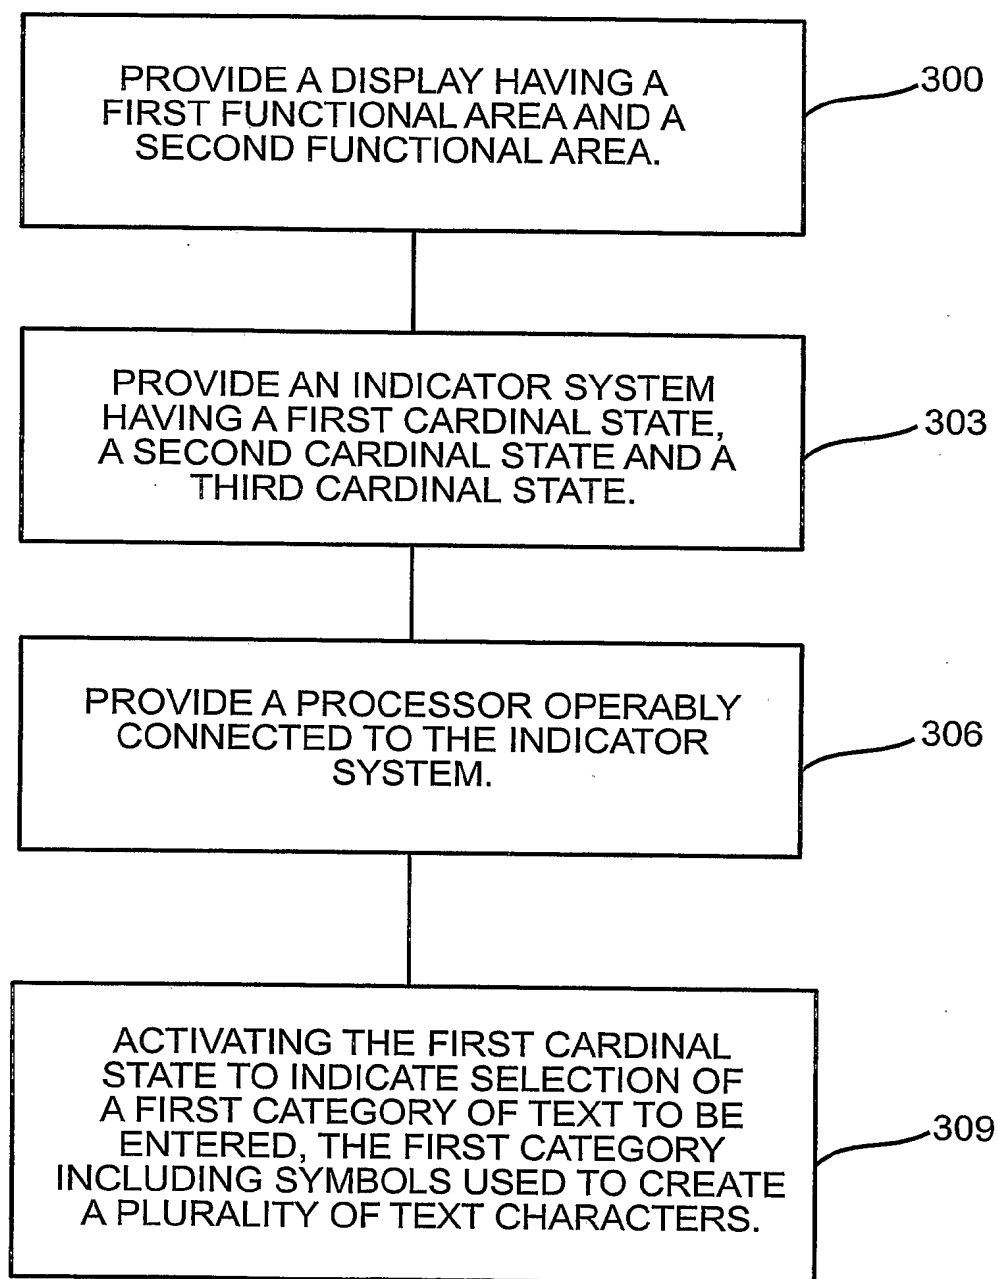 PROVIDE A DISPLAY HAVING A
FIRST FUNCTIONAL AREA AND A
SECOND FUNCTIONAL AREA.
300
PROVIDE AN INDICATOR SYSTEM
HAVING A FIRST CARDINAL STATE,
A SECOND CARDINAL STATE AND A
THIRD CARDINAL STATE.
303
PROVIDE A PROCESSOR OPERABLY
CONNECTED TO THE INDICATOR
SYSTEM.
306
ACTIVATING THE FIRST CARDINAL
STATE TO INDICATE SELECTION OF
A FIRST CATEGORY OF TEXT TO BE
ENTERED, THE FIRST CATEGORY
INCLUDING SYMBOLS USED TO CREATE
A PLURALITY OF TEXT CHARACTERS.
309